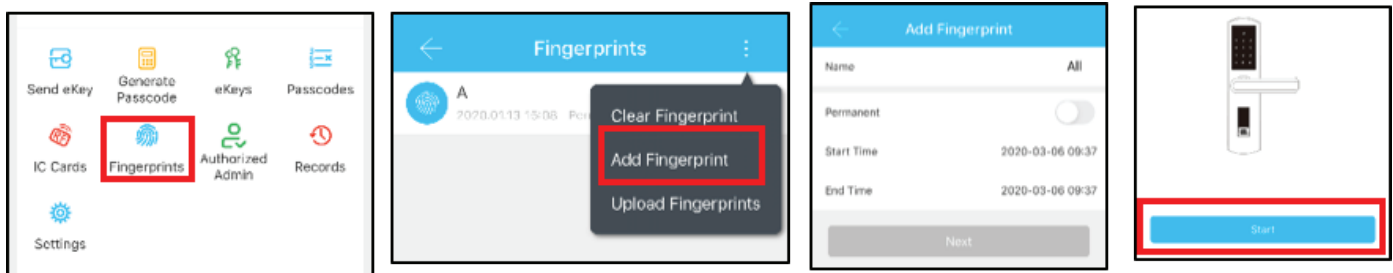 Send eKey
Generate
Passcode
eKeys
Passcodes
IC Cards
Fingerprints
Authorized
Admin
Records
Settings
Fingerprints
A
2020.01.13 15:08
Clear Fingerprint
Add Fingerprint
Upload Fingerprints
Add Fingerprint
Name All
Permanent
Start Time 2020-03-06 09:37
End Time 2020-03-06 09:37
Next
Start